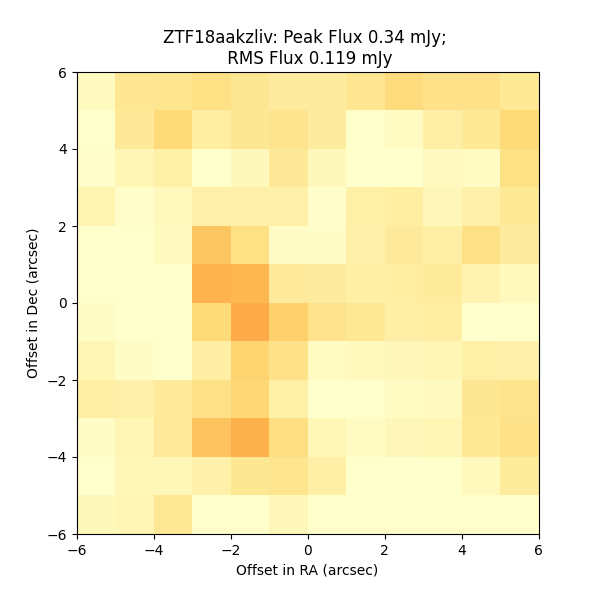 ZTF18aakzliv: Peak Flux 0.34 mJy;
RMS Flux 0.119 mJy
6
4
2
0
−2
−4
−6
Offset in Dec (arcsec)
−6 −4 −2 0 2 4 6
Offset in RA (arcsec)